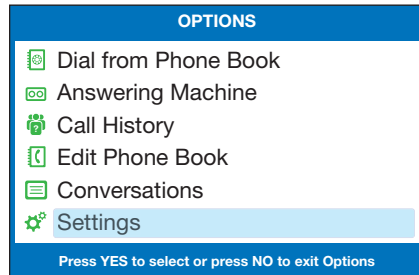 OPTIONS
Dial from Phone Book
Answering Machine
Call History
Edit Phone Book
Conversations
Settings
Press YES to select or press NO to exit Options